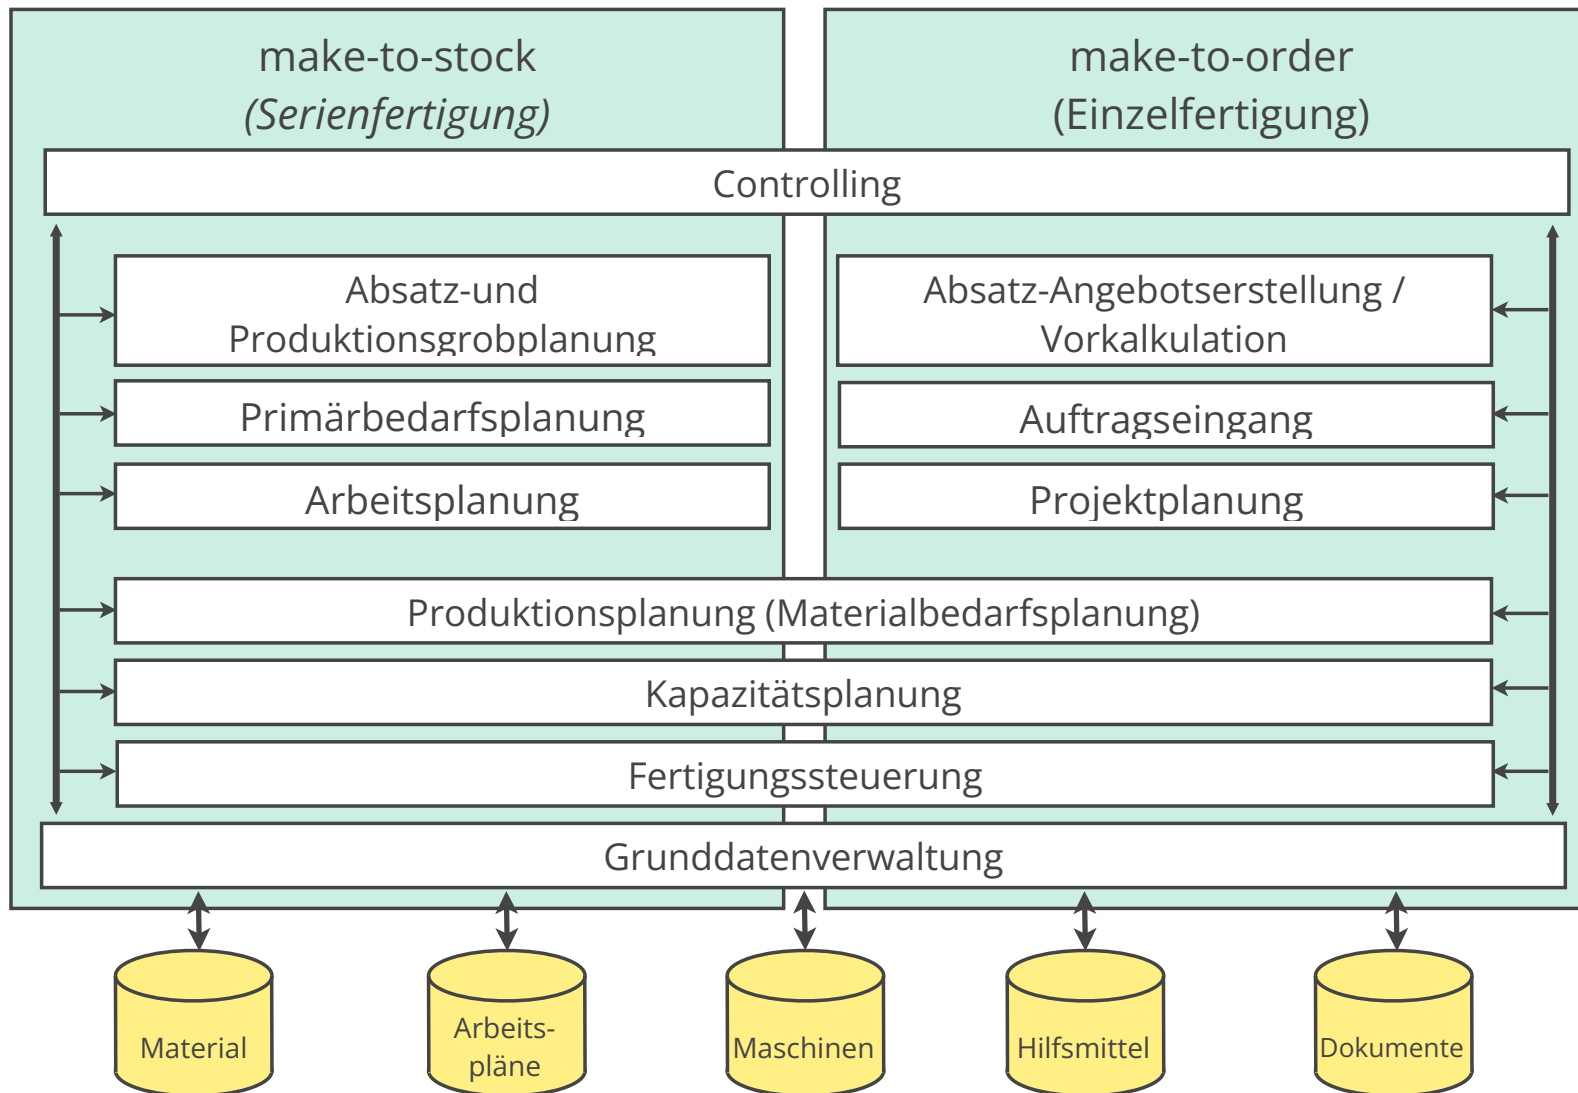 make-to-stock
(Serienfertigung)
make-to-order
(Einzelfertigung)
Controlling
Absatz-und
Produktionsgrobplanung
Absatz-Angebotserstellung /
Vorkalkulation
Primärbedarfsplanung
Auftragseingang
Arbeitsplanung
Projektplanung
Produktionsplanung (Materialbedarfsplanung)
Kapazitätsplanung
Fertigungssteuerung
Grunddatenverwaltung
Material
Arbeits-
pläne
Maschinen
Hilfsmittel
Dokumente